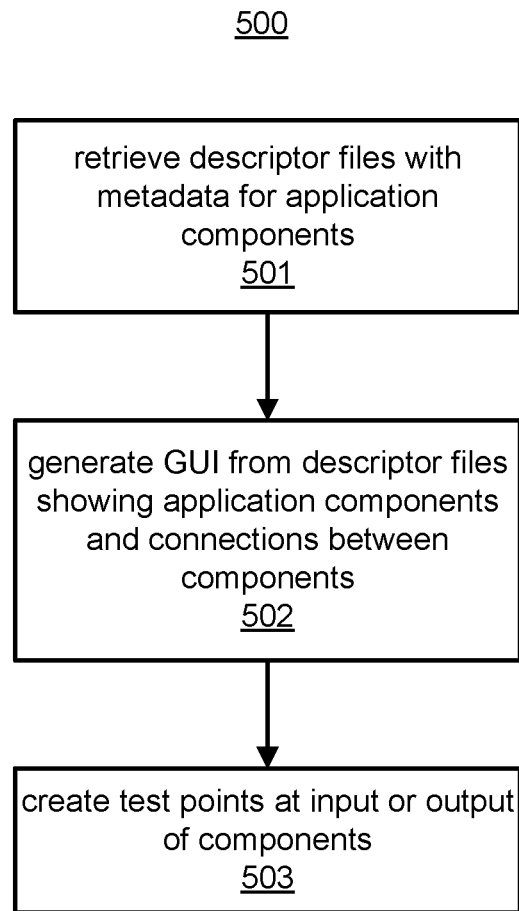 500
retrieve descriptor files with
metadata for application
components
501
generate GUI from descriptor files
showing application components
and connections between
components
502
create test points at input or output
of components
503